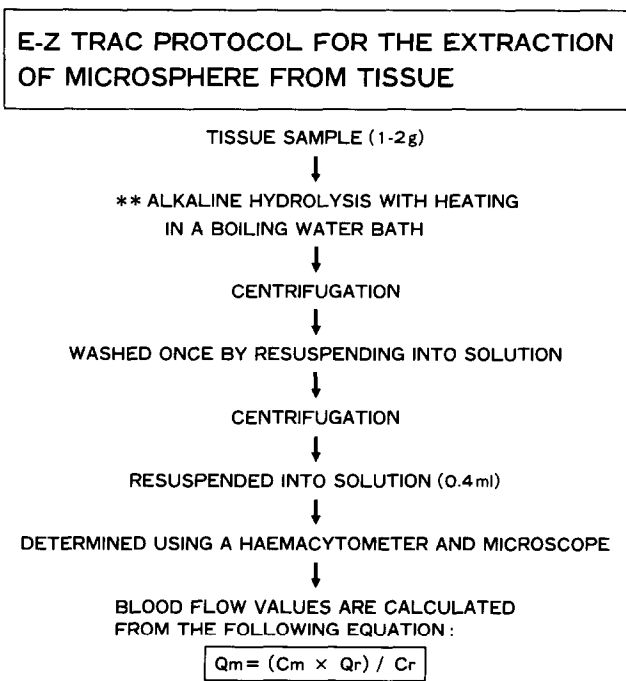 E-Z TRAC PROTOCOL FOR THE EXTRACTION
OF MICROSPHERE FROM TISSUE
TISSUE SAMPLE (1-2g)
** ALKALINE HYDROLYSIS WITH HEATING
IN A BOILING WATER BATH
CENTRIFUGATION
WASHED ONCE BY RESUSPENDING INTO SOLUTION
CENTRIFUGATION
RESUSPENDED INTO SOLUTION (0.4ml)
DETERMINED USING A HAEMACYTOMETER AND MICROSCOPE
BLOOD FLOW VALUES ARE CALCULATED
FROM THE FOLLOWING EQUATION :
Qm = (Cm × Qr) / Cr